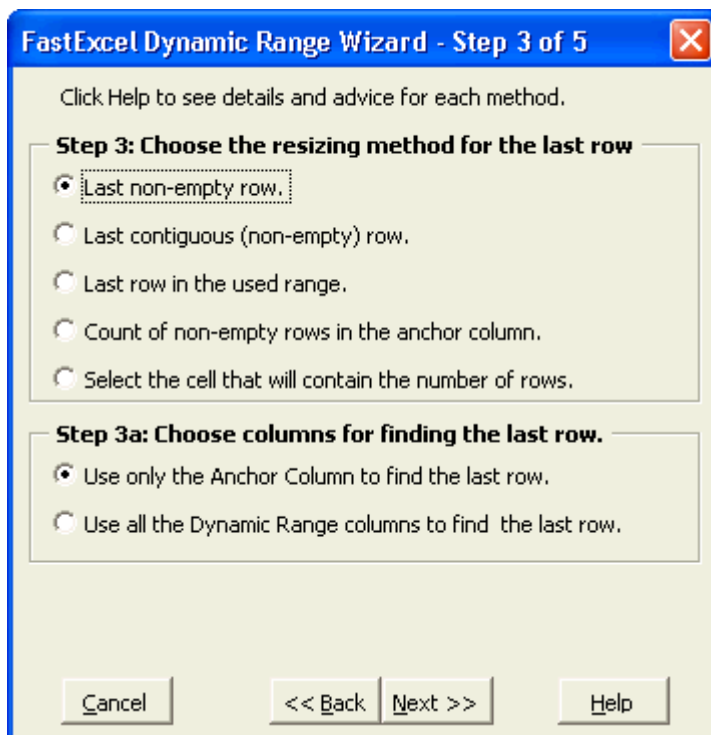 FastExcel Dynamic Range Wizard - Step 3 of 5
Click Help to see details and advice for each method.
Step 3: Choose the resizing method for the last row
Last non-empty row.
Last contiguous (non-empty) row.
Last row in the used range.
Count of non-empty rows in the anchor column.
Select the cell that will contain the number of rows.
Step 3a: Choose columns for finding the last row.
Use only the Anchor Column to find the last row.
Use all the Dynamic Range columns to find  the last row.
Cancel << Back Next >> Help